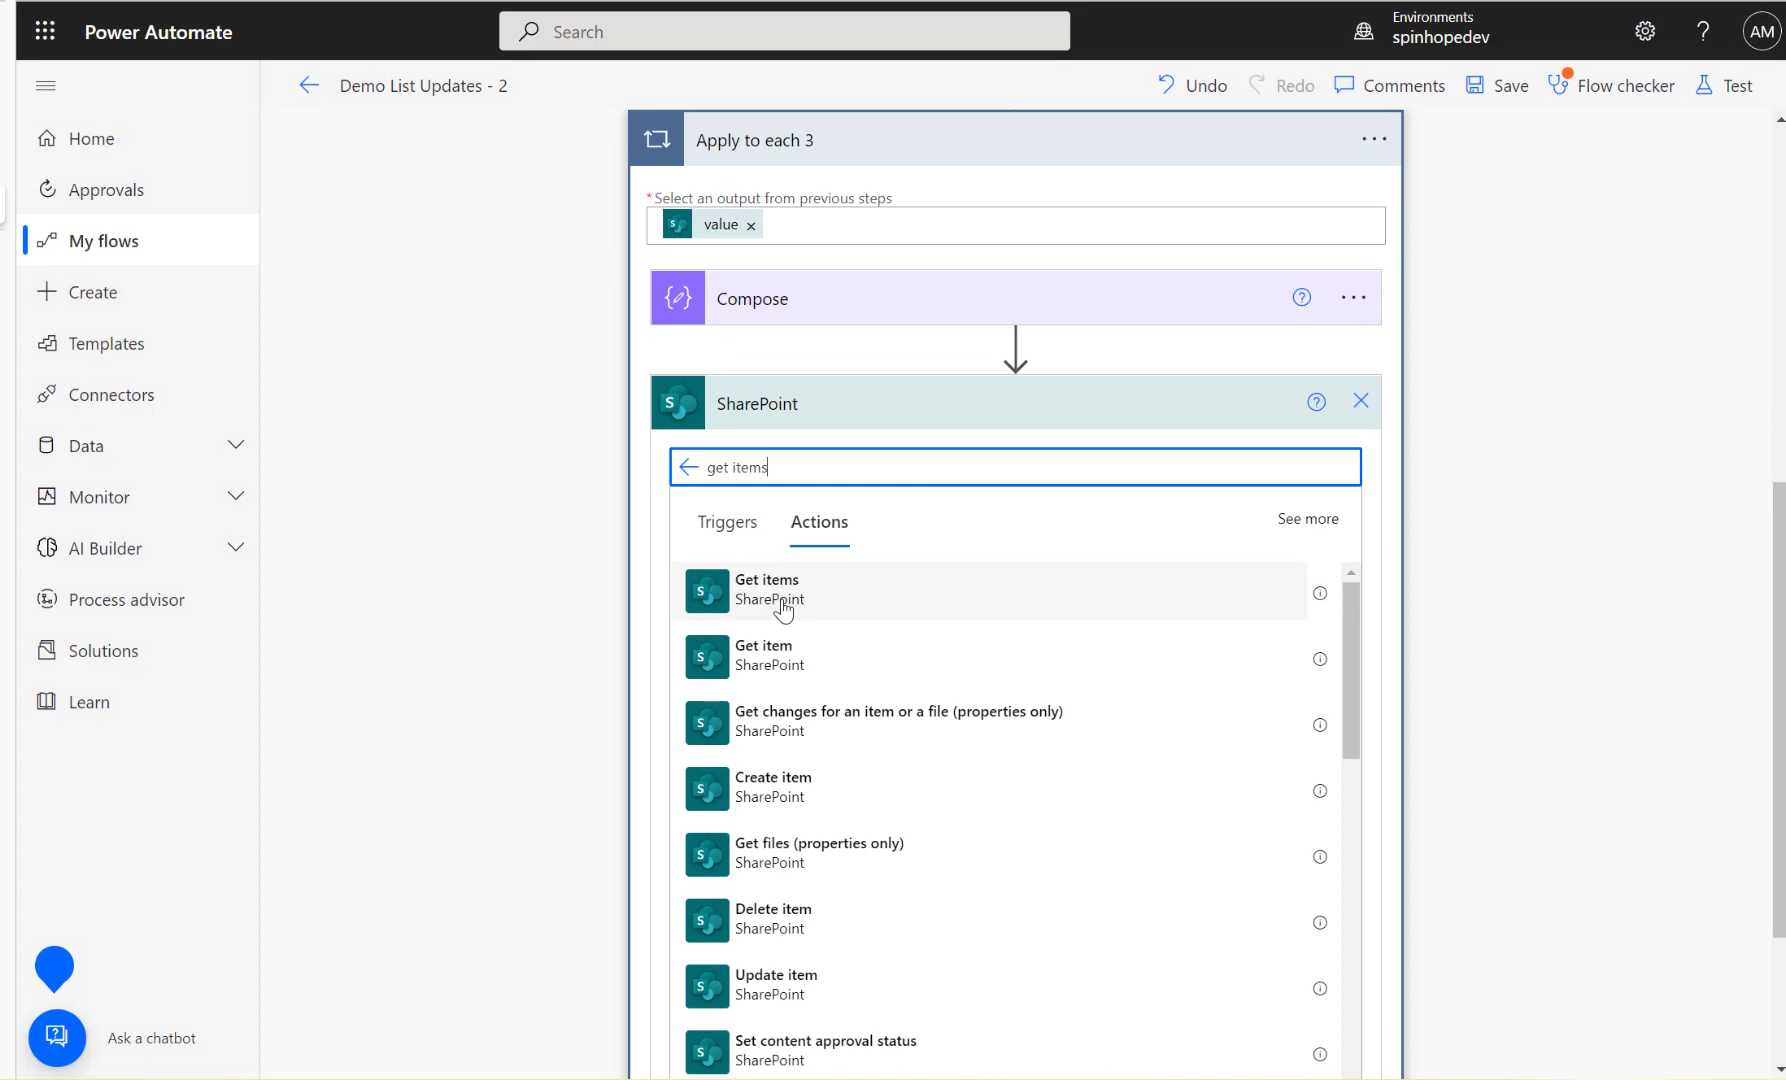 Power Automate
Search
Environments
spinhopedev
AM
Demo List Updates - 2
Undo
Redo
Comments
Save
Flow checker
Test
Home
Approvals
My flows
Create
Templates
Connectors
Data
Monitor
AI Builder
Process advisor
Solutions
Learn
Ask a chatbot
Apply to each 3
* Select an output from previous steps
value
Compose
SharePoint
get items
Triggers
Actions
See more
Get items
SharePoint
Get item
SharePoint
Get changes for an item or a file (properties only)
SharePoint
Create item
SharePoint
Get files (properties only)
SharePoint
Delete item
SharePoint
Update item
SharePoint
Set content approval status
SharePoint